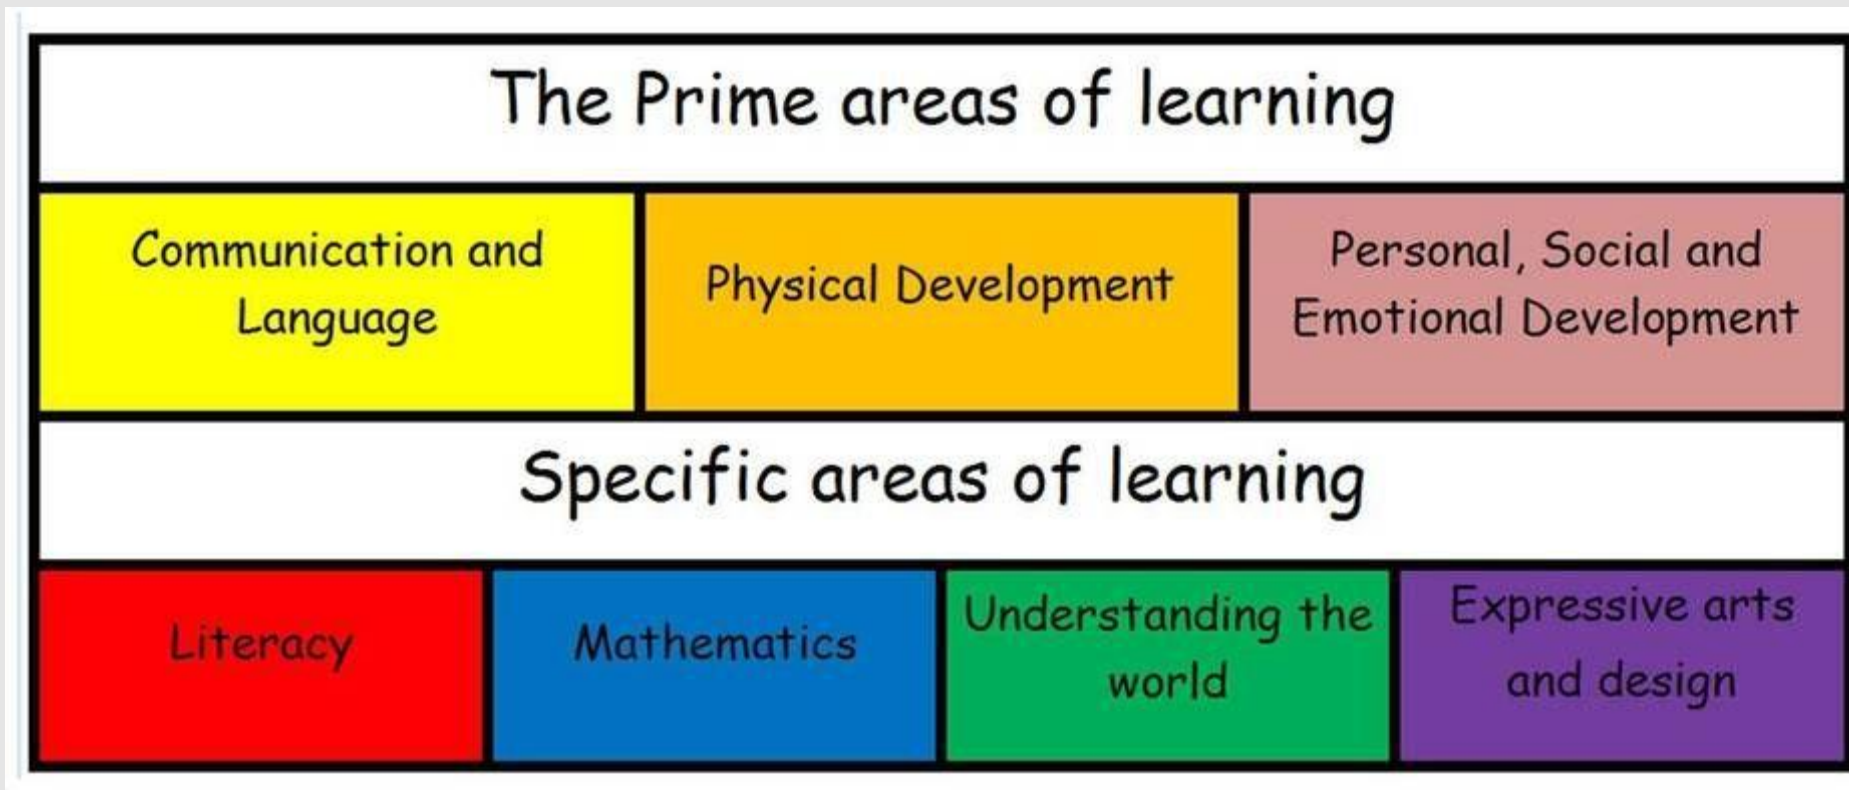 The Prime areas of learning
Communication and
Language
Physical Development
Personal, Social and
Emotional Development
Specific areas of learning
Literacy
Mathematics
Understanding the
world
Expressive arts
and design